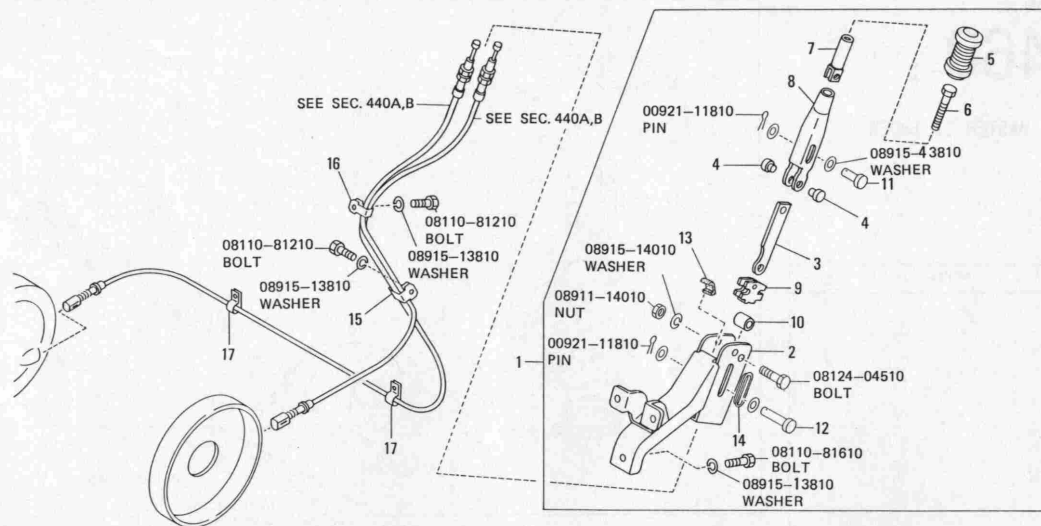 SEE SEC. 440A,B
SEE SEC. 440A,B
16
08110-81210
BOLT
08915-13810
WASHER
08110-81210
BOLT
08915-13810
WASHER
15
17
17
1
7
8
5
6
00921-11810
PIN
4
08915-43810
WASHER
11
4
3
13
08915-14010
WASHER
9
08911-14010
NUT
10
00921-11810
PIN
2
08124-04510
BOLT
12
14
08110-81610
BOLT
08915-13810
WASHER